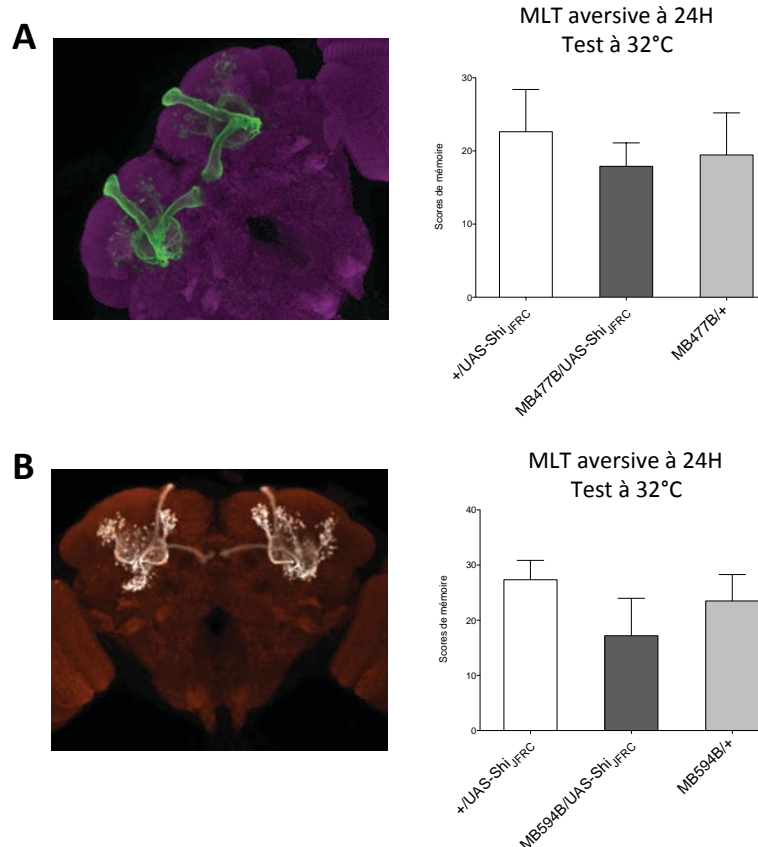 A
MLT aversive à 24H
Test à 32°C
Scores de mémoire
30
20
10
0
+/UAS-Shi JFRC
MB477B/UAS-Shi JFRC
MB477B/+
B
MLT aversive à 24H
Test à 32°C
Scores de mémoire
40
30
20
10
0
+/UAS-Shi JFRC
MB594B/UAS-Shi JFRC
MB594B/+